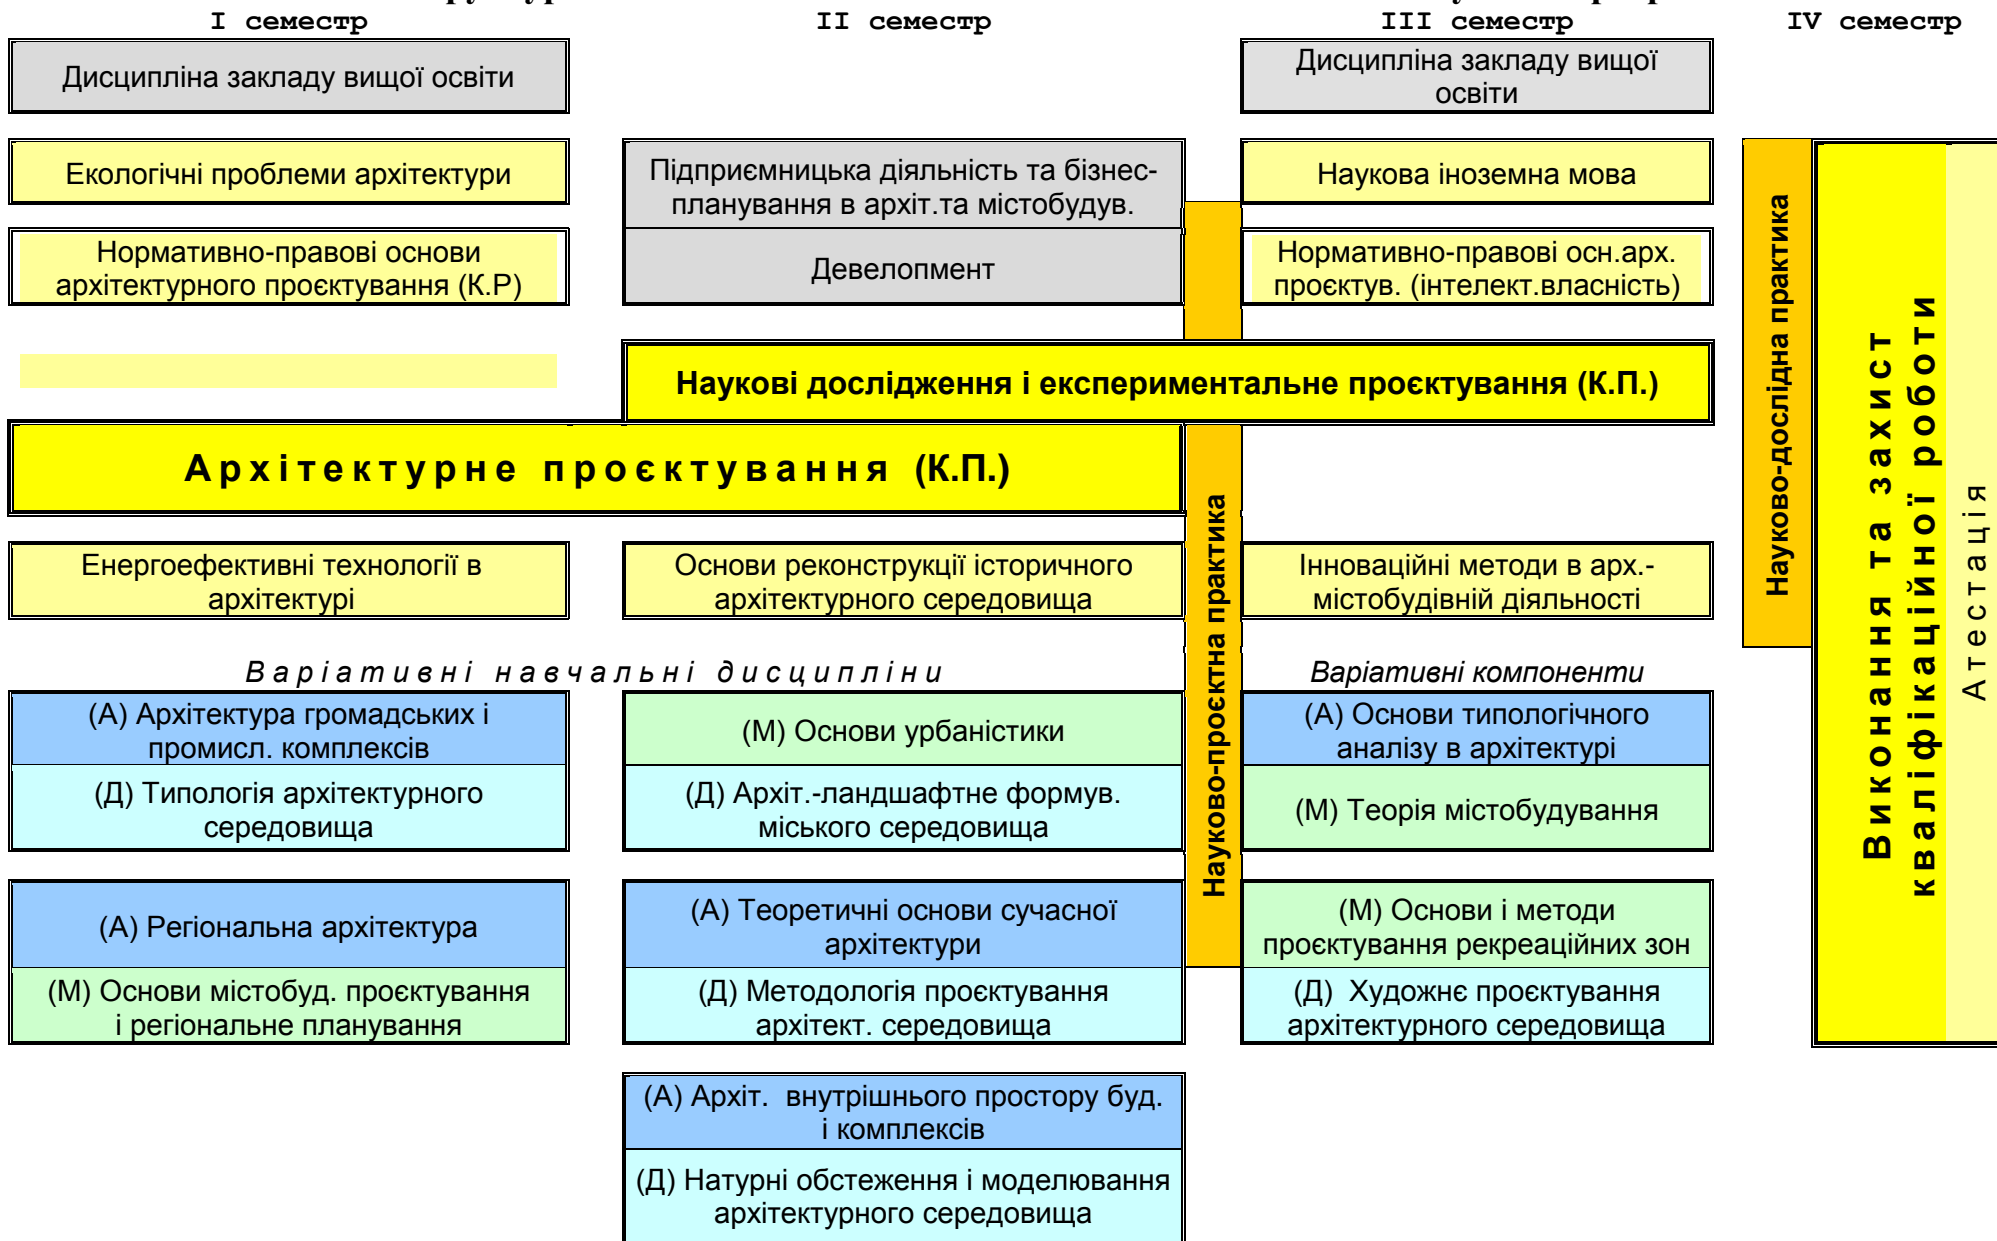 І семестр
ІІ семестр
ІІІ семестр
ІV семестр
Дисципліна закладу вищої освіти
Дисципліна закладу вищої
освіти
Екологічні проблеми архітектури
Підприємницька діяльність та бізнес-
планування в архіт.та містобудув.
Наукова іноземна мова
Нормативно-правові основи
архітектурного проєктування (К.Р)
Девелопмент
Нормативно-правові осн.арх.
проєктув. (інтелект.власність)
Наукові дослідження і експериментальне проєктування (К.П.)
Архітектурне проєктування (К.П.)
Енергоефективні технології в
архітектурі
Основи реконструкції історичного
архітектурного середовища
Інноваційні методи в арх.-
містобудівній діяльності
Варіативні навчальні дисципліни
Варіативні компоненти
(А) Архітектура громадських і
промисл. комплексів
(Д) Типологія архітектурного
середовища
(М) Основи урбаністики
(Д) Архіт.-ландшафтне формув.
міського середовища
(А) Основи типологічного
аналізу в архітектурі
(М) Теорія містобудування
(А) Регіональна архітектура
(М) Основи містобуд. проєктування
і регіональне планування
(А) Теоретичні основи сучасної
архітектури
(Д) Методологія проєктування
архітект. середовища
(М) Основи і методи
проєктування рекреаційних зон
(Д) Художнє проєктування
архітектурного середовища
(А) Архіт. внутрішнього простору буд.
і комплексів
(Д) Натурні обстеження і моделювання
архітектурного середовища
Науково-проєктна практика
Науково-дослідна практика
Виконання та захист
кваліфікаційної роботи
Атестація